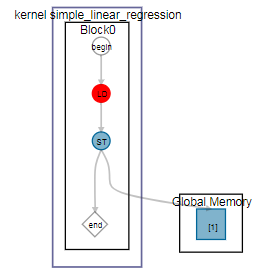 kernel simple_linear_regression
Block0
begin
LD
ST
end
Global Memory
[1]